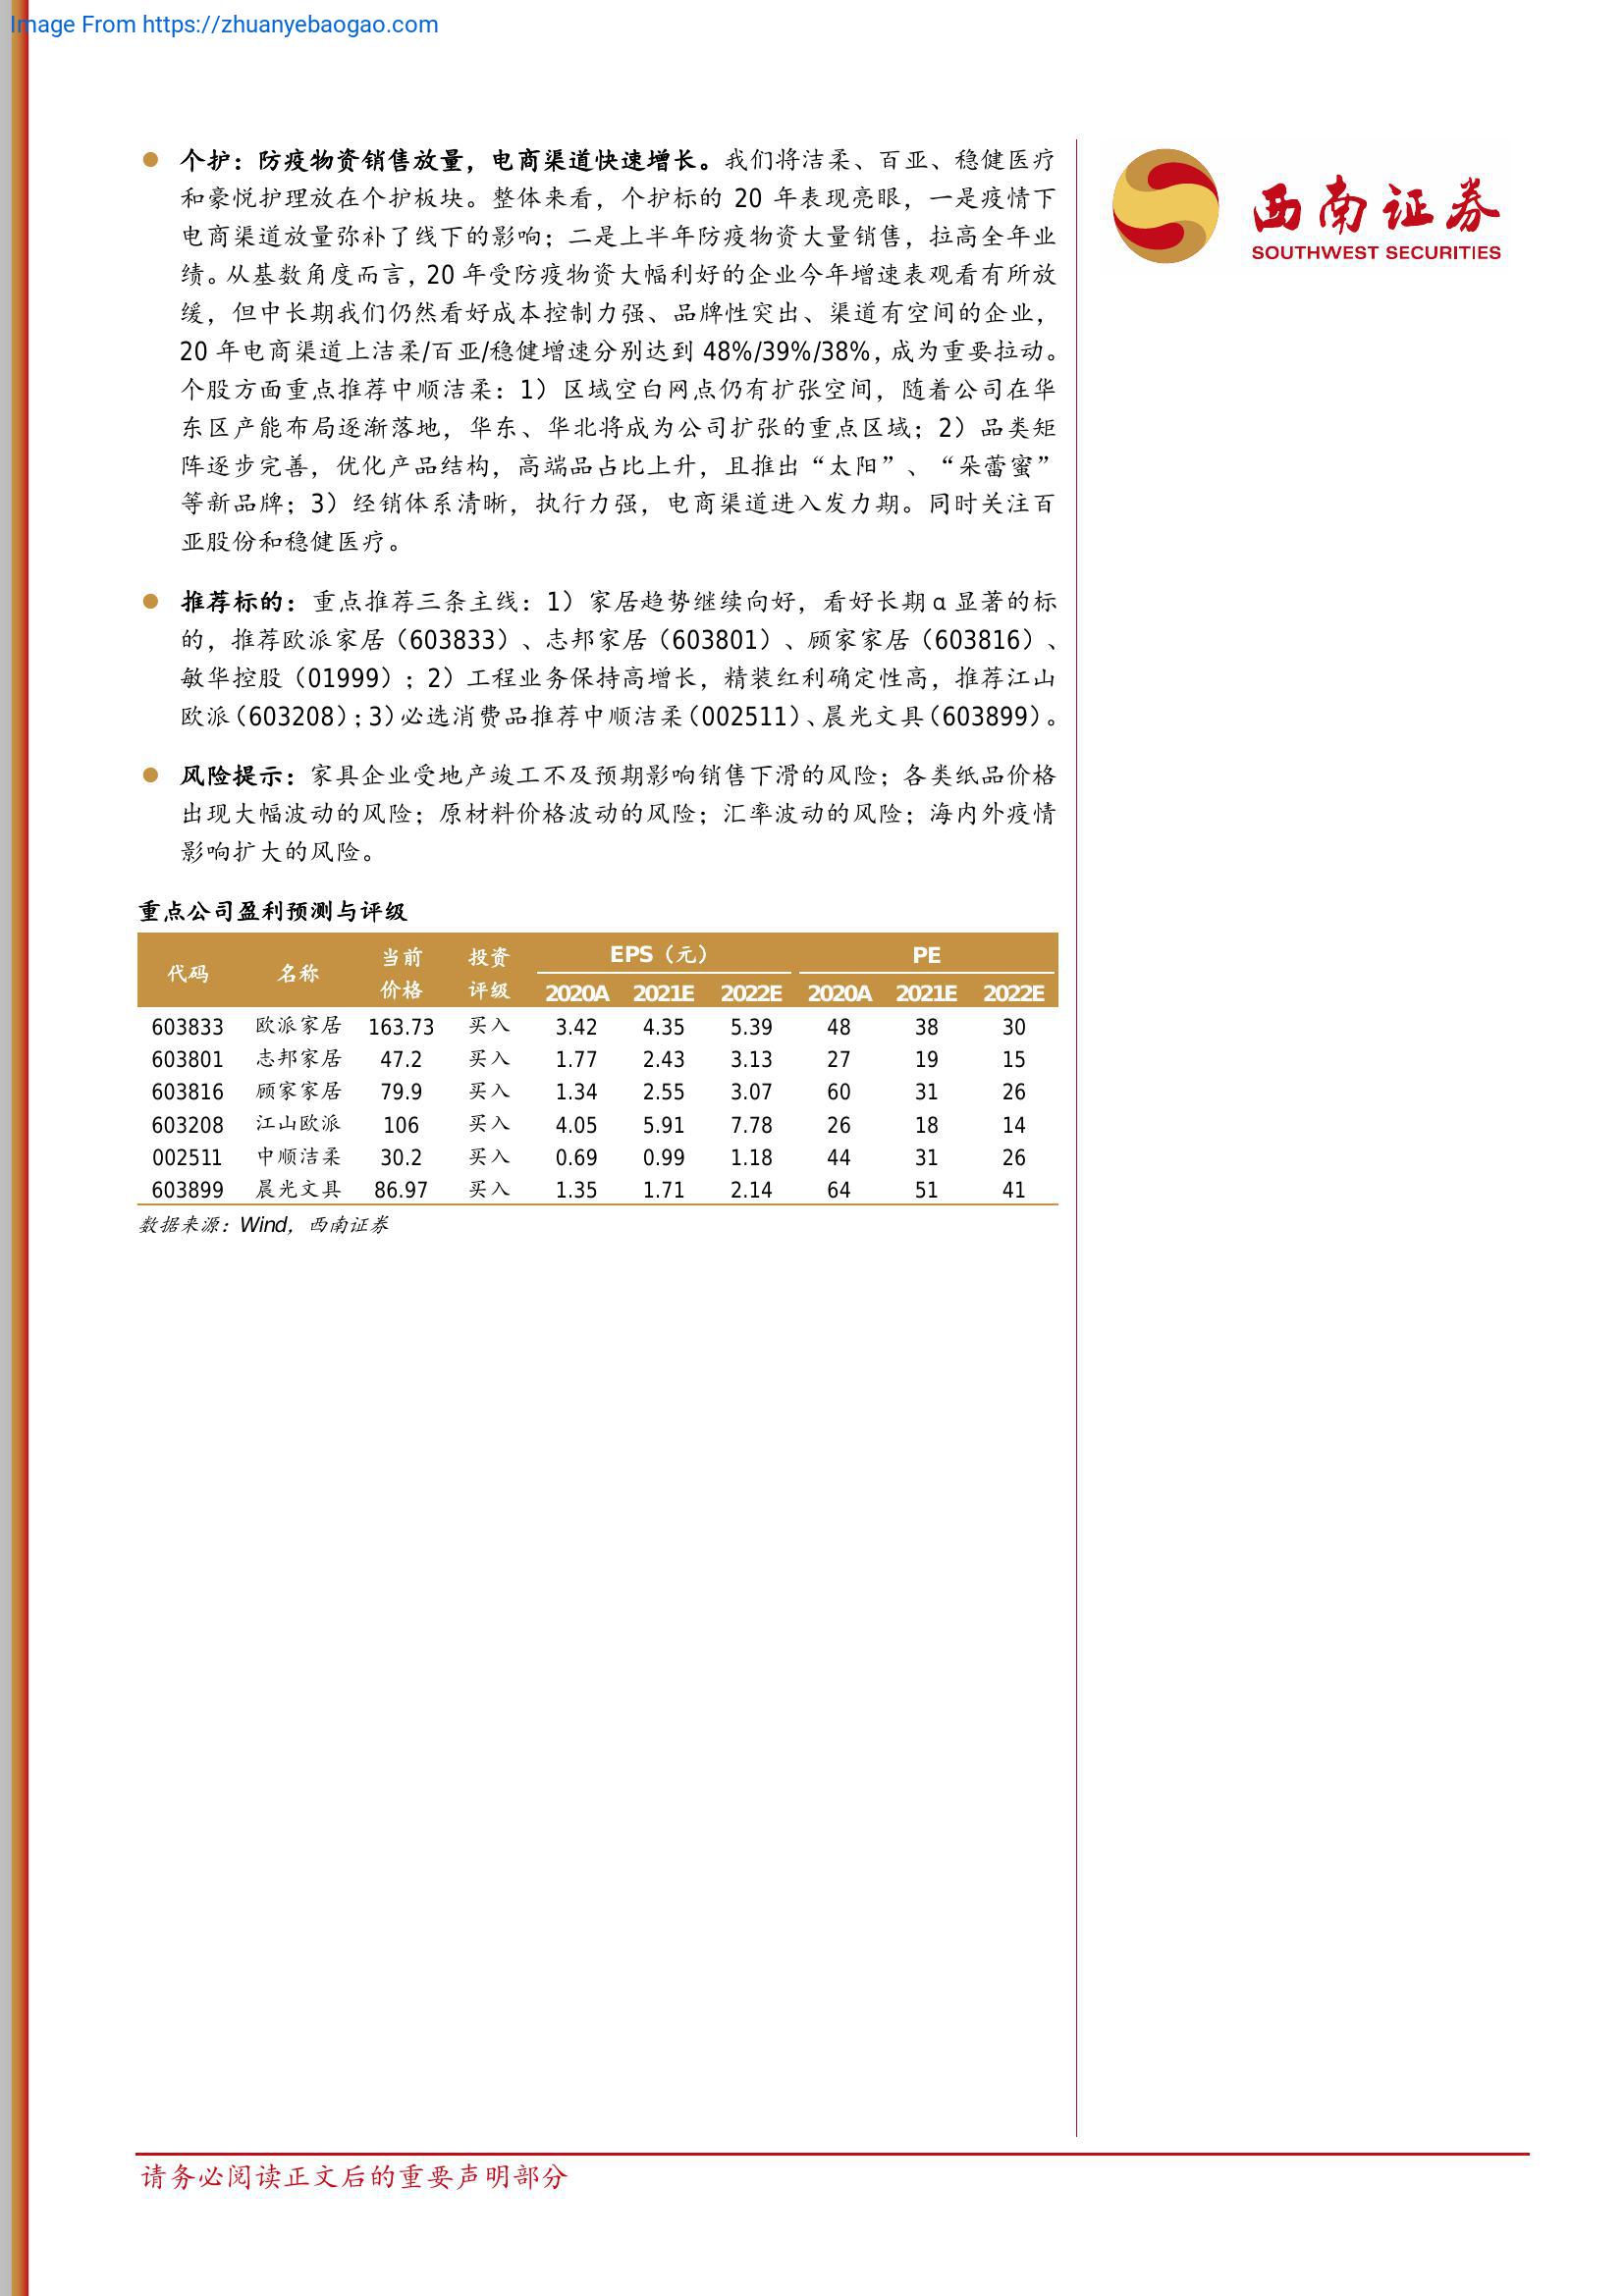 Image From https://zhuanyebaogao.com
西南证券
SOUTHWEST SECURITIES
个护：防疫物资销售放量，电商渠道快速增长。我们将洁柔、百亚、稳健医疗
和豪悦护理放在个护板块。整体来看，个护标的 20 年表现亮眼，一是疫情下
电商渠道放量弥补了线下的影响；二是上半年防疫物资大量销售，拉高全年业
绩。从基数角度而言，20 年受防疫物资大幅利好的企业今年增速表观看有所放
缓，但中长期我们仍然看好成本控制力强、品牌性突出、渠道有空间的企业，
20 年电商渠道上洁柔/百亚/稳健增速分别达到 48%/39%/38%，成为重要拉动。
个股方面重点推荐中顺洁柔：1）区域空白网点仍有扩张空间，随着公司在华
东区产能布局逐渐落地，华东、华北将成为公司扩张的重点区域；2）品类矩
阵逐步完善，优化产品结构，高端品占比上升，且推出“太阳”、“朵蕾蜜”
等新品牌；3）经销体系清晰，执行力强，电商渠道进入发力期。同时关注百
亚股份和稳健医疗。
推荐标的：重点推荐三条主线：1）家居趋势继续向好，看好长期 α 显著的标
的，推荐欧派家居（603833）、志邦家居（603801）、顾家家居（603816）、
敏华控股（01999）；2）工程业务保持高增长，精装红利确定性高，推荐江山
欧派（603208）；3）必选消费品推荐中顺洁柔（002511）、晨光文具（603899）。
风险提示：家具企业受地产竣工不及预期影响销售下滑的风险；各类纸品价格
出现大幅波动的风险；原材料价格波动的风险；汇率波动的风险；海内外疫情
影响扩大的风险。
重点公司盈利预测与评级
代码 名称 当前价格 投资评级 EPS（元） PE
2020A 2021E 2022E 2020A 2021E 2022E
603833 欧派家居 163.73 买入 3.42 4.35 5.39 48 38 30
603801 志邦家居 47.2 买入 1.77 2.43 3.13 27 19 15
603816 顾家家居 79.9 买入 1.34 2.55 3.07 60 31 26
603208 江山欧派 106 买入 4.05 5.91 7.78 26 18 14
002511 中顺洁柔 30.2 买入 0.69 0.99 1.18 44 31 26
603899 晨光文具 86.97 买入 1.35 1.71 2.14 64 51 41
数据来源：Wind，西南证券
请务必阅读正文后的重要声明部分